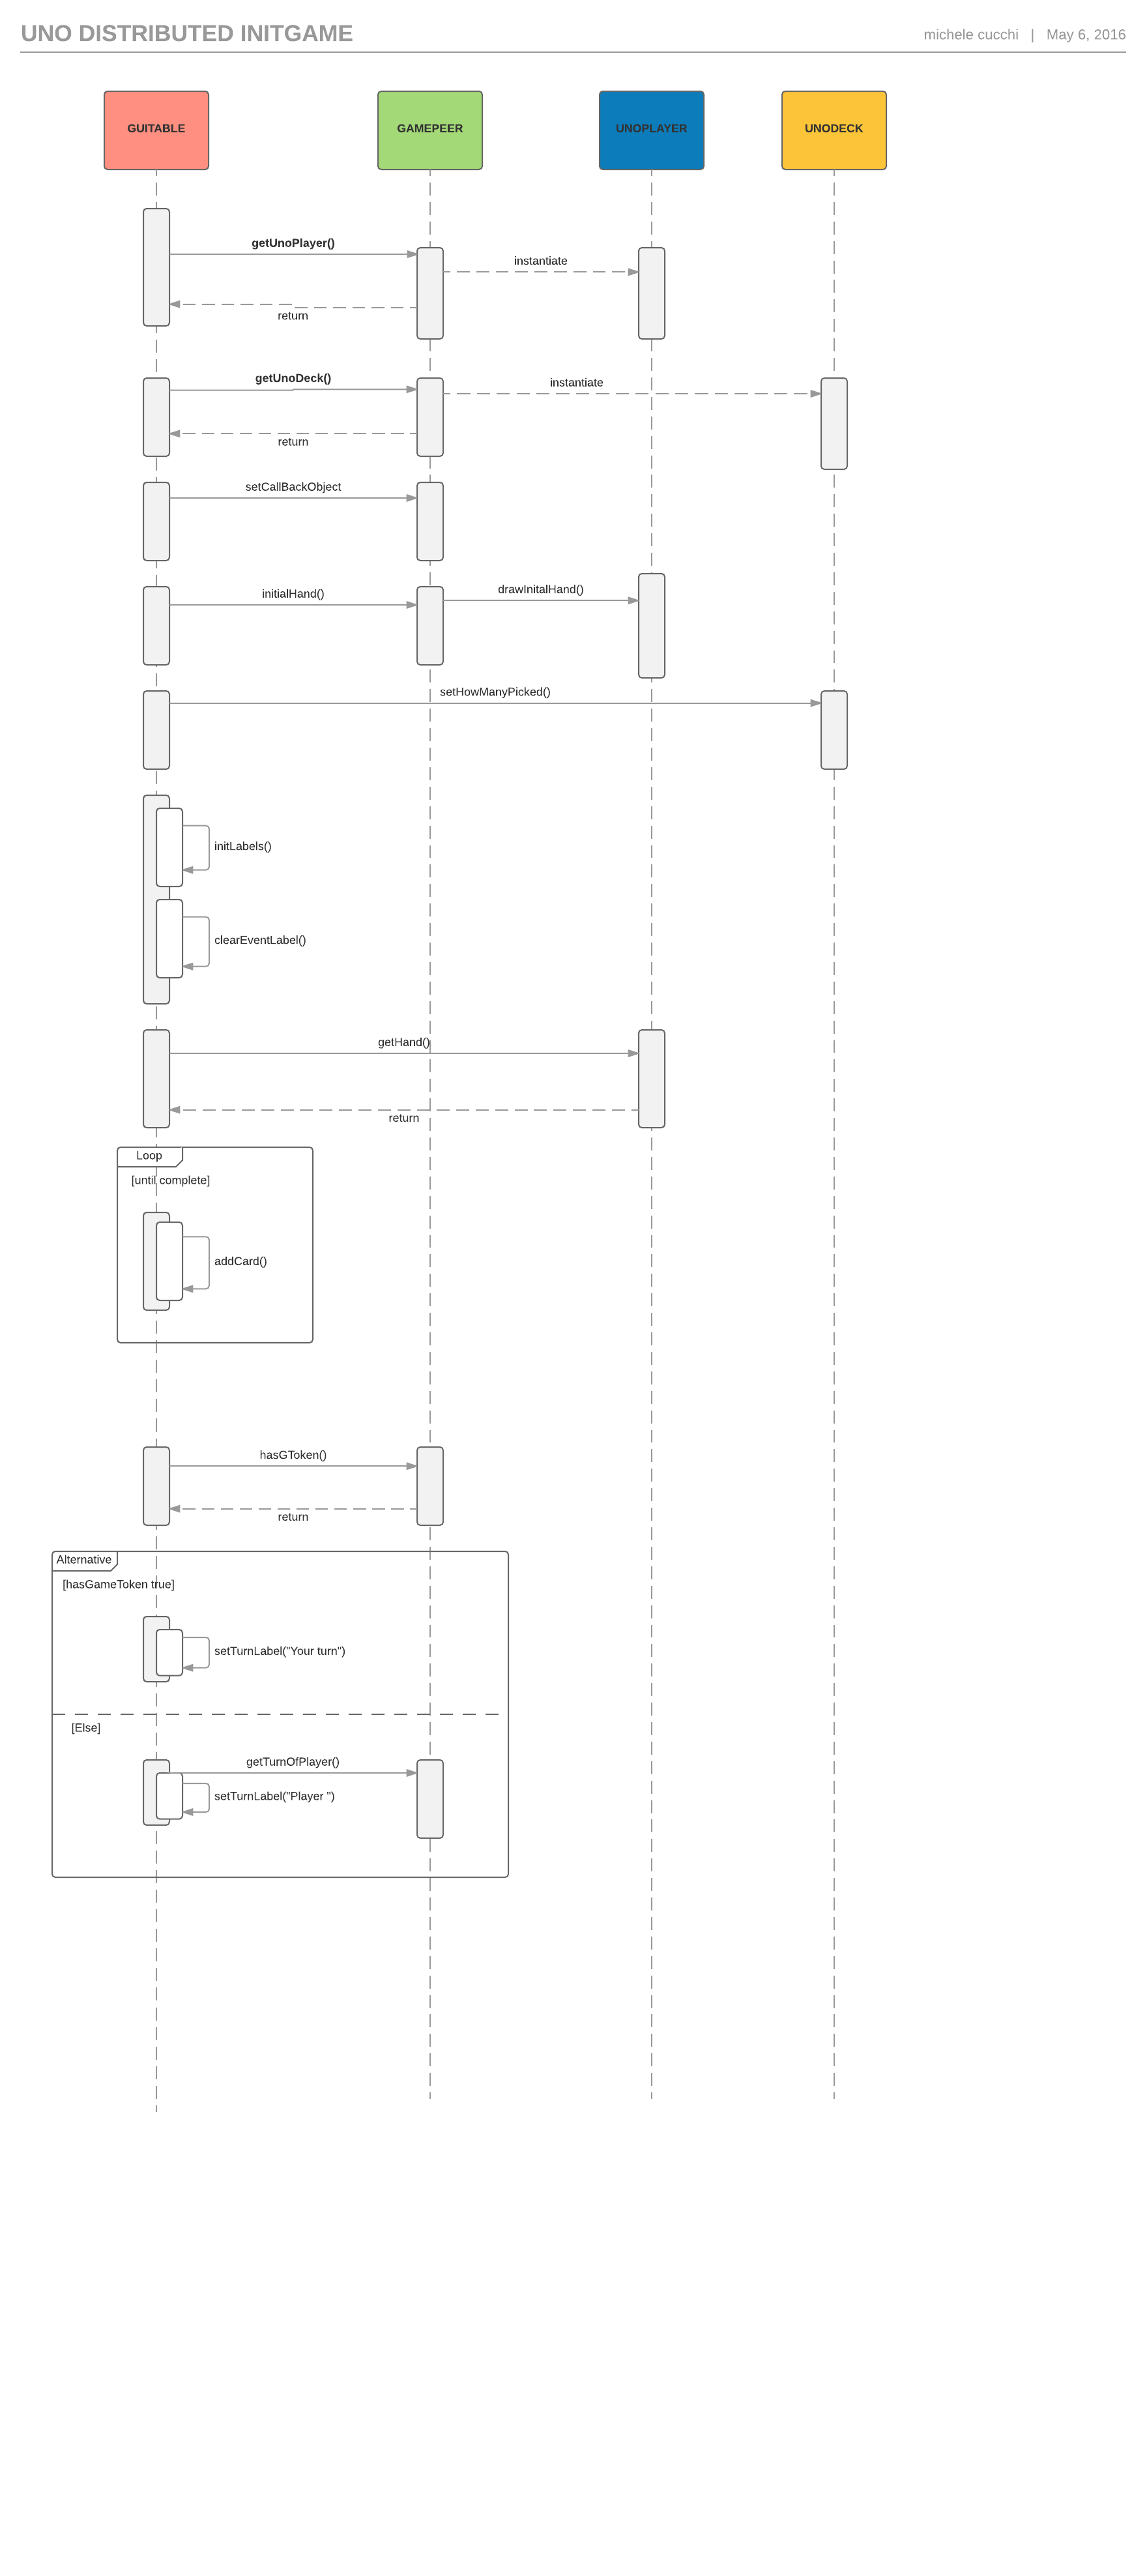 UNO DISTRIBUTED INITGAME
michele cucchi | May 6, 2016
GUITABLE
GAMEPEER
UNOPLAYER
UNODECK
getUnoPlayer()
instantiate
return
getUnoDeck()
instantiate
return
setCallBackObject
initialHand()
drawInitalHand()
setHowManyPicked()
initLabels()
clearEventLabel()
getHand()
return
Loop
[until complete]
addCard()
hasGToken()
return
Alternative
[hasGameToken true]
setTurnLabel("Your turn")
[Else]
getTurnOfPlayer()
setTurnLabel("Player ")